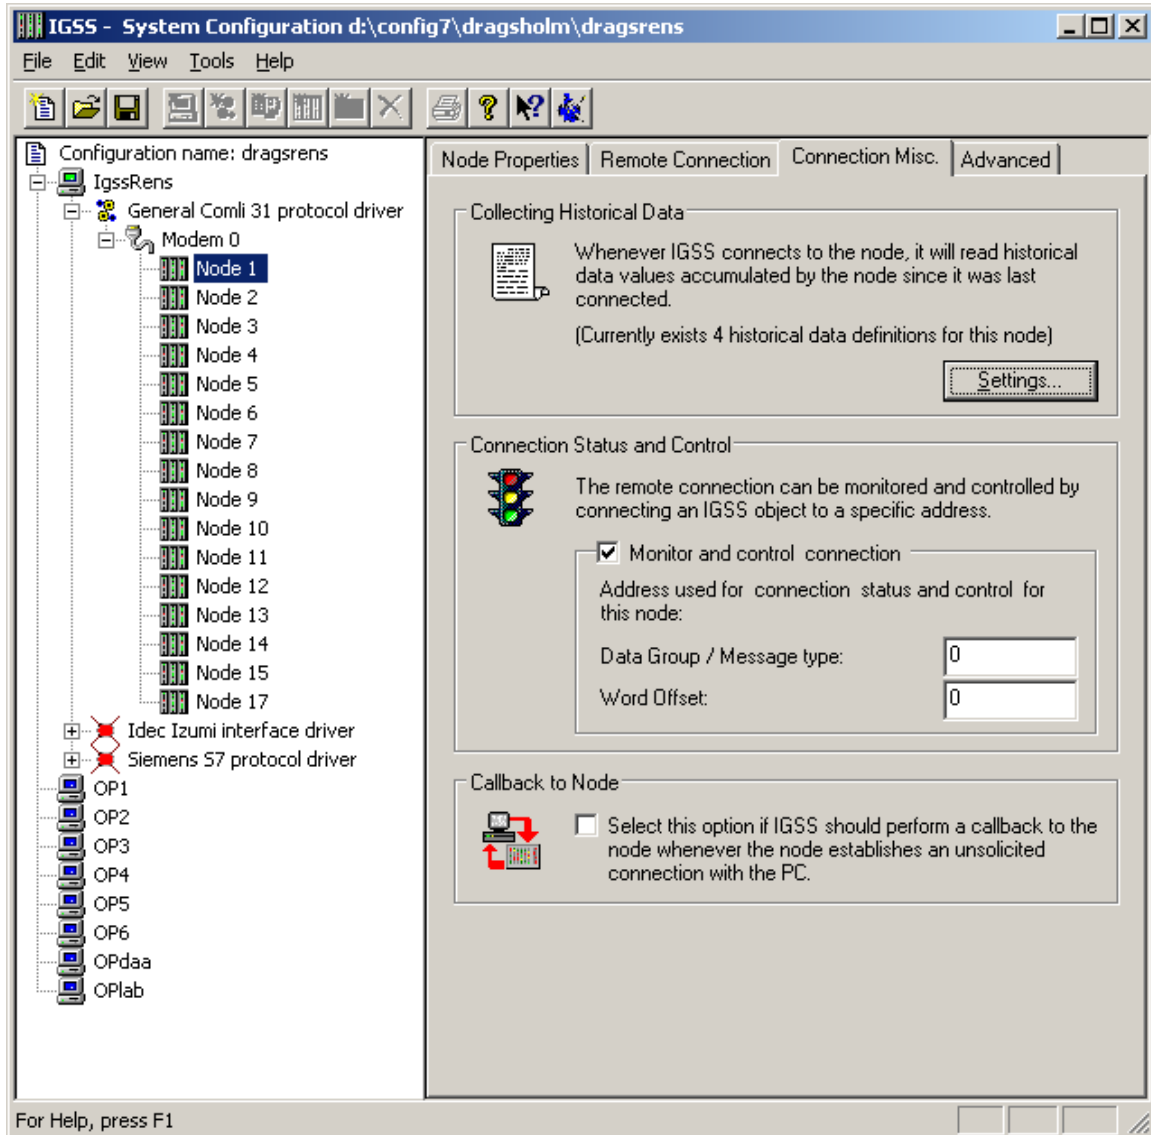 IGSS - System Configuration d:\config7\dragsholm\dragsrens
File Edit View Tools Help
Configuration name: dragsrens
IgssRens
General Comli 31 protocol driver
Modem 0
Node 1
Node 2
Node 3
Node 4
Node 5
Node 6
Node 7
Node 8
Node 9
Node 10
Node 11
Node 12
Node 13
Node 14
Node 15
Node 17
Idec Izumi interface driver
Siemens S7 protocol driver
OP1
OP2
OP3
OP4
OP5
OP6
OPdaa
OPlab
Node Properties Remote Connection Connection Misc. Advanced
Collecting Historical Data
Whenever IGSS connects to the node, it will read historical
data values accumulated by the node since it was last
connected.
(Currently exists 4 historical data definitions for this node)
Settings...
Connection Status and Control
The remote connection can be monitored and controlled by
connecting an IGSS object to a specific address.
Monitor and control connection
Address used for connection status and control for
this node:
Data Group / Message type: 0
Word Offset: 0
Callback to Node
Select this option if IGSS should perform a callback to the
node whenever the node establishes an unsolicited
connection with the PC.
For Help, press F1